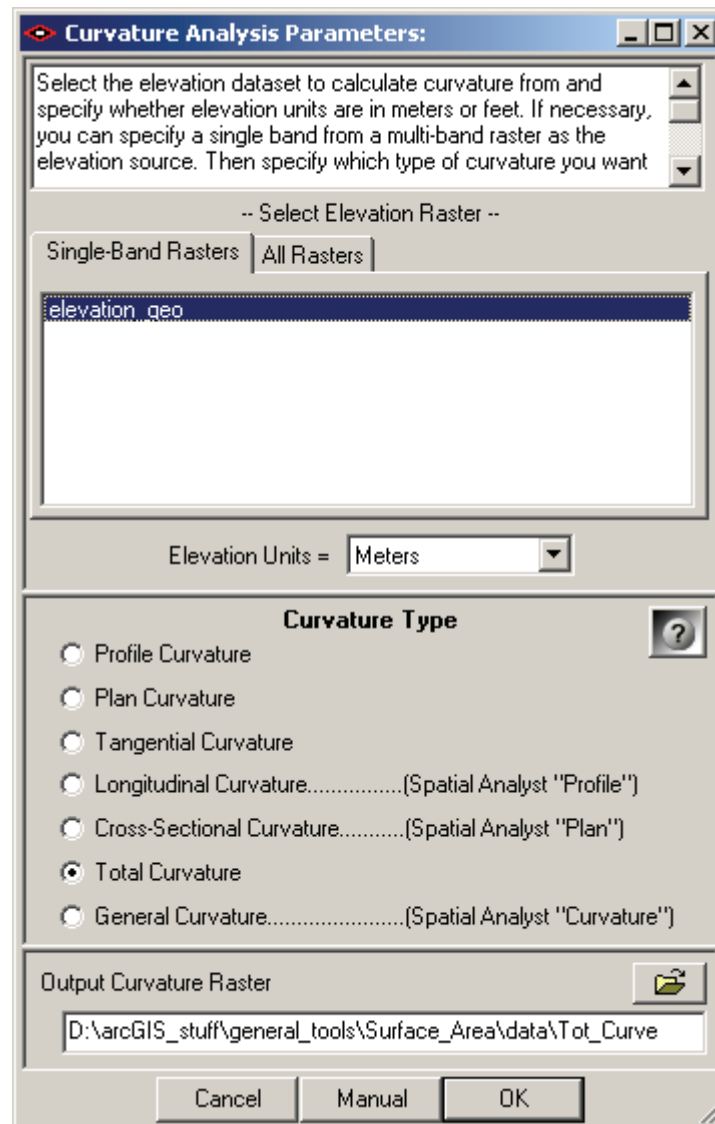 Curvature Analysis Parameters:
Select the elevation dataset to calculate curvature from and
specify whether elevation units are in meters or feet. If necessary,
you can specify a single band from a multi-band raster as the
elevation source. Then specify which type of curvature you want
-- Select Elevation Raster --
Single-Band Rasters
All Rasters
elevation_geo
Elevation Units = Meters
Curvature Type
?
Profile Curvature
Plan Curvature
Tangential Curvature
Longitudinal Curvature................(Spatial Analyst "Profile")
Cross-Sectional Curvature...........(Spatial Analyst "Plan")
Total Curvature
General Curvature.......................(Spatial Analyst "Curvature")
Output Curvature Raster
D:\arcGIS_stuff\general_tools\Surface_Area\data\Tot_Curve
Cancel
Manual
OK